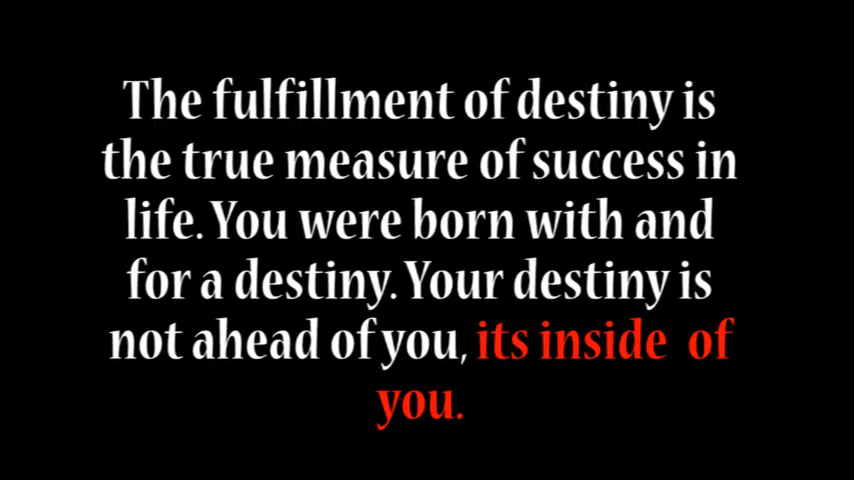 The fulfillment of destiny is
the true measure of success in
life. You were born with and
for a destiny. Your destiny is
not ahead of you, its inside  of
you.